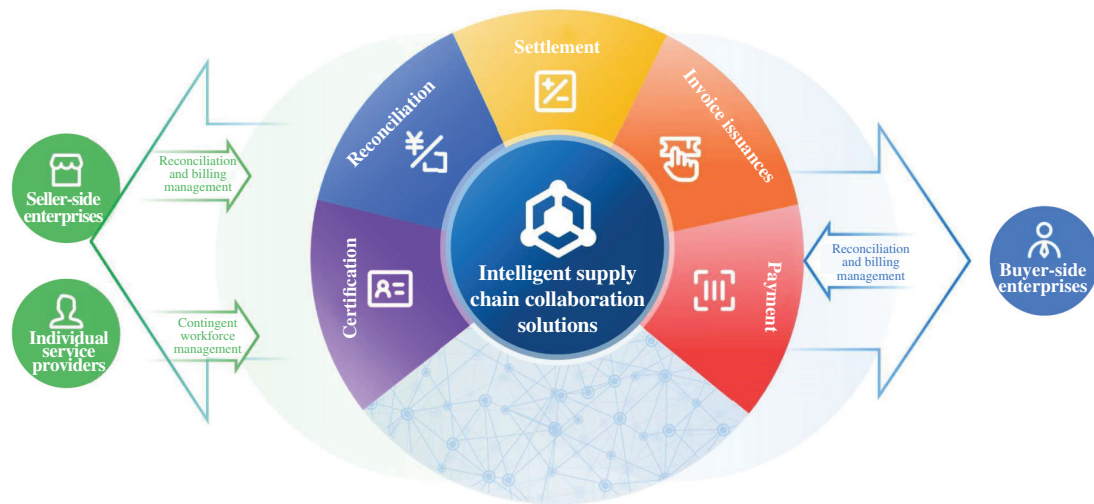 Settlement
Reconciliation
Invoice issuances
Certification
Payment
Intelligent supply
chain collaboration
solutions
Seller-side
enterprises
Reconciliation
and billing
management
Individual
service
providers
Contingent
workforce
management
Reconciliation
and billing
management
Buyer-side
enterprises